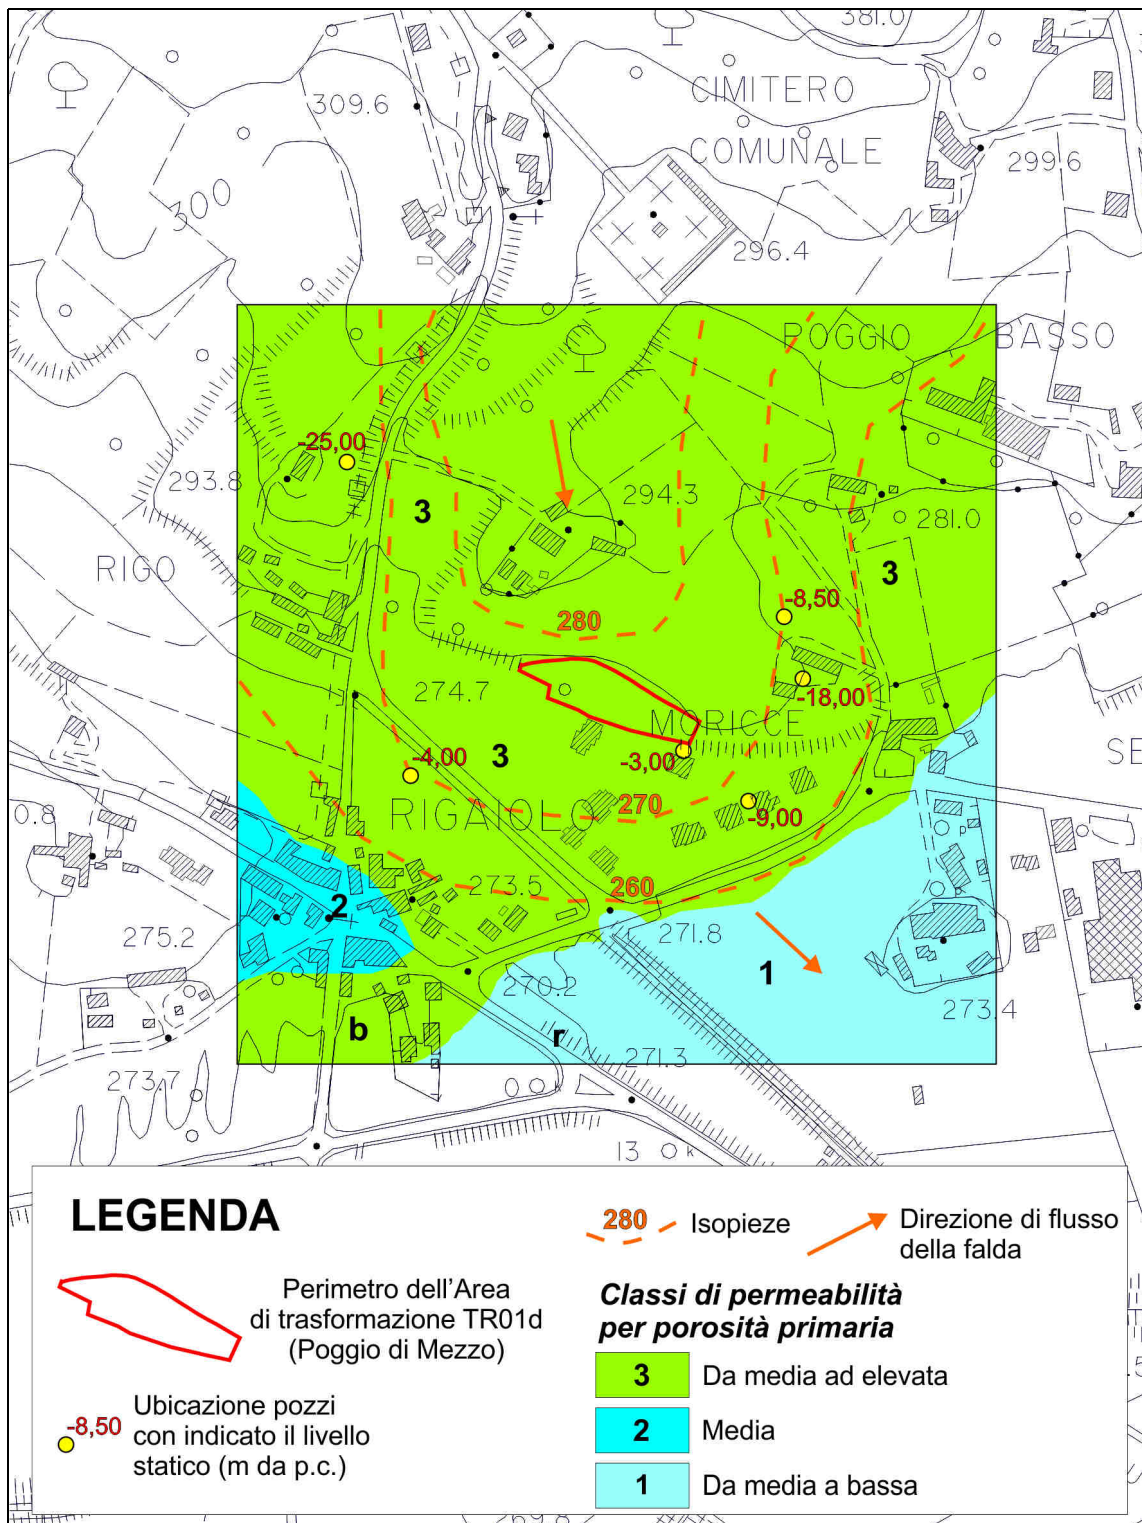 381.0
CIMITERO
309.6
COMUNALE
299.6
300
296.4
POGGIO BASSO
-25,00
293.8
294.3
3
281.0
RIGO
3
-8,50
280
274.7
-18,00
MORICCE
3
-3,00
SE
-4,00
270
-9,00
RIGAIOLO
0.8
273.5
260
2
275.2
271.8
1
270.2
273.4
b
r
271.3
273.7
0
13
k
LEGENDA
280
Isopieze
Direzione di flusso
della falda
Perimetro dell'Area
di trasformazione TR01d
(Poggio di Mezzo)
Classi di permeabilità
per porosità primaria
3
Da media ad elevata
-8,50
Ubicazione pozzi
con indicato il livello
statico (m da p.c.)
2
Media
1
Da media a bassa
269.8